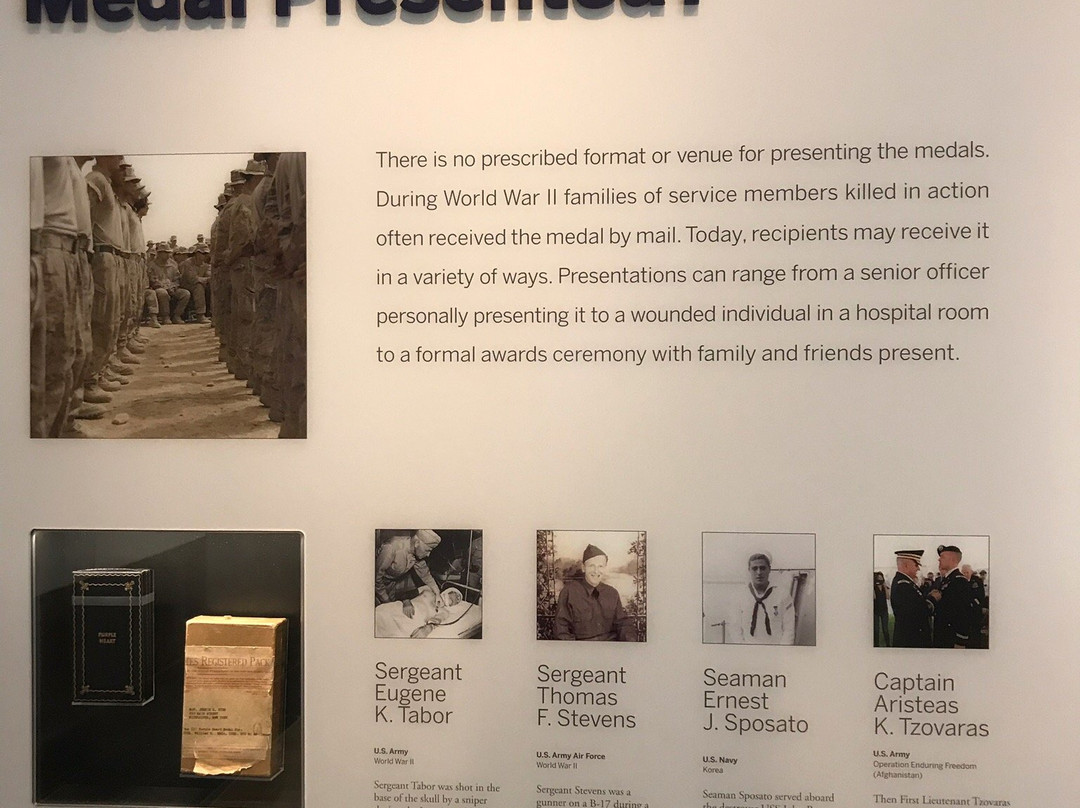 Medal Presented?
There is no prescribed format or venue for presenting the medals.
During World War II families of service members killed in action
often received the medal by mail. Today, recipients may receive it
in a variety of ways. Presentations can range from a senior officer
personally presenting it to a wounded individual in a hospital room
to a formal awards ceremony with family and friends present.
PURPLE
HEART
REGISTERED
Sergeant
Eugene
K. Tabor
U.S. Army
World War II
Sergeant Tabor was shot in the
base of the skull by a sniper
Sergeant
Thomas
F. Stevens
U.S. Army Air Force
World War II
Sergeant Stevens was a
gunner on a B-17 during a
Seaman
Ernest
J. Sposato
U.S. Navy
Korea
Seaman Sposato served aboard
Captain
Aristeas
K. Tzovaras
U.S. Army
Operation Enduring Freedom
(Afghanistan)
Then First Lieutenant Tzovaras